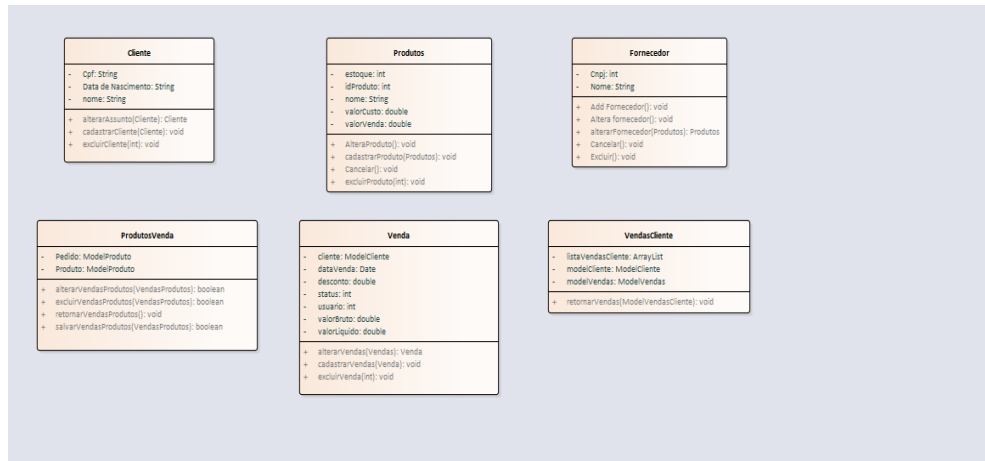 Cliente
- Cpf: String
- Data de Nascimento: String
- nome: String
+ alterarAssunto(Cliente): Cliente
+ cadastrarCliente(Cliente): void
+ excluirCliente(int): void
Produtos
- estoque: int
- idProduto: int
- nome: String
- valorCusto: double
- valorVenda: double
+ AlteraProduto(): void
+ cadastrarProduto(Produtos): void
+ Cancelar(): void
+ excluirProduto(int): void
Fornecedor
- Cnpj: int
- Nome: String
+ Add Fornecedor(): void
+ Altera fornecedor(): void
+ alterarFornecedor(Produtos): Produtos
+ Cancelar(): void
+ Excluir(): void
ProdutosVenda
- Pedido: ModelProduto
- Produto: ModelProduto
+ alterarVendasProdutos(VendasProdutos): boolean
+ excluirVendasProdutos(VendasProdutos): boolean
+ retornarVendasProdutos(): void
+ salvarVendasProdutos(VendasProdutos): boolean
Venda
- cliente: ModelCliente
- dataVenda: Date
- desconto: double
- status: int
- usuario: int
- valorBruto: double
- valorLiquido: double
+ alterarVendas(Vendas): Venda
+ cadastrarVendas(Venda): void
+ excluirVenda(int): void
VendasCliente
- listaVendasCliente: ArrayList
- modelCliente: ModelCliente
- modelVendas: ModelVendas
+ retornarVendas(ModelVendasCliente): void